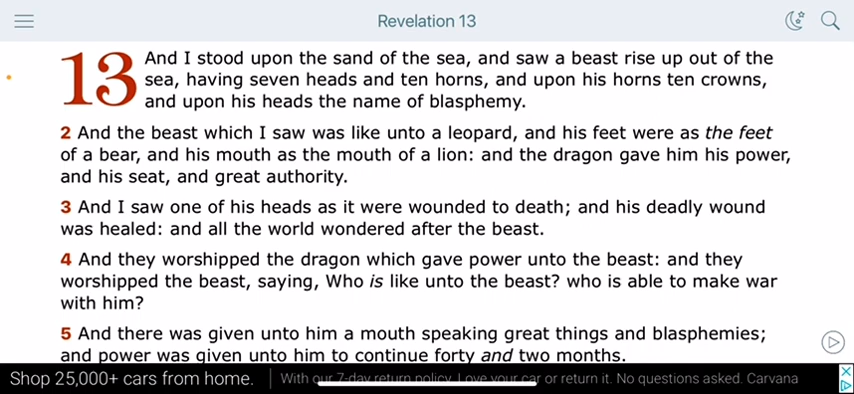 Revelation 13
13 And I stood upon the sand of the sea, and saw a beast rise up out of the
sea, having seven heads and ten horns, and upon his horns ten crowns,
and upon his heads the name of blasphemy.
2 And the beast which I saw was like unto a leopard, and his feet were as the feet
of a bear, and his mouth as the mouth of a lion: and the dragon gave him his power,
and his seat, and great authority.
3 And I saw one of his heads as it were wounded to death; and his deadly wound
was healed: and all the world wondered after the beast.
4 And they worshipped the dragon which gave power unto the beast: and they
worshipped the beast, saying, Who is like unto the beast? who is able to make war
with him?
5 And there was given unto him a mouth speaking great things and blasphemies;
and power was given unto him to continue forty and two months.
Shop 25,000+ cars from home. With our 7-day return policy. Love your car or return it. No questions asked. Carvana